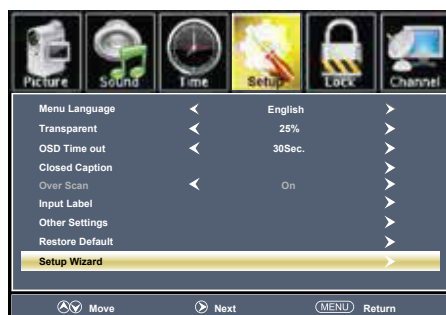 Picture Sound Time Setup Lock Channel
Menu Language English
Transparent 25%
OSD Time out 30Sec.
Closed Caption
Over Scan On
Input Label
Other Settings
Restore Default
Setup Wizard
Move Next MENU Return